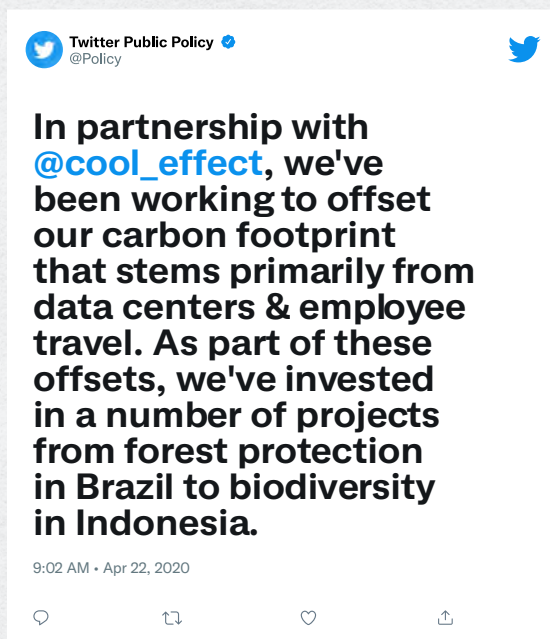 Twitter Public Policy
@Policy
In partnership with
@cool_effect, we've
been working to offset
our carbon footprint
that stems primarily from
data centers & employee
travel. As part of these
offsets, we've invested
in a number of projects
from forest protection
in Brazil to biodiversity
in Indonesia.
9:02 AM • Apr 22, 2020